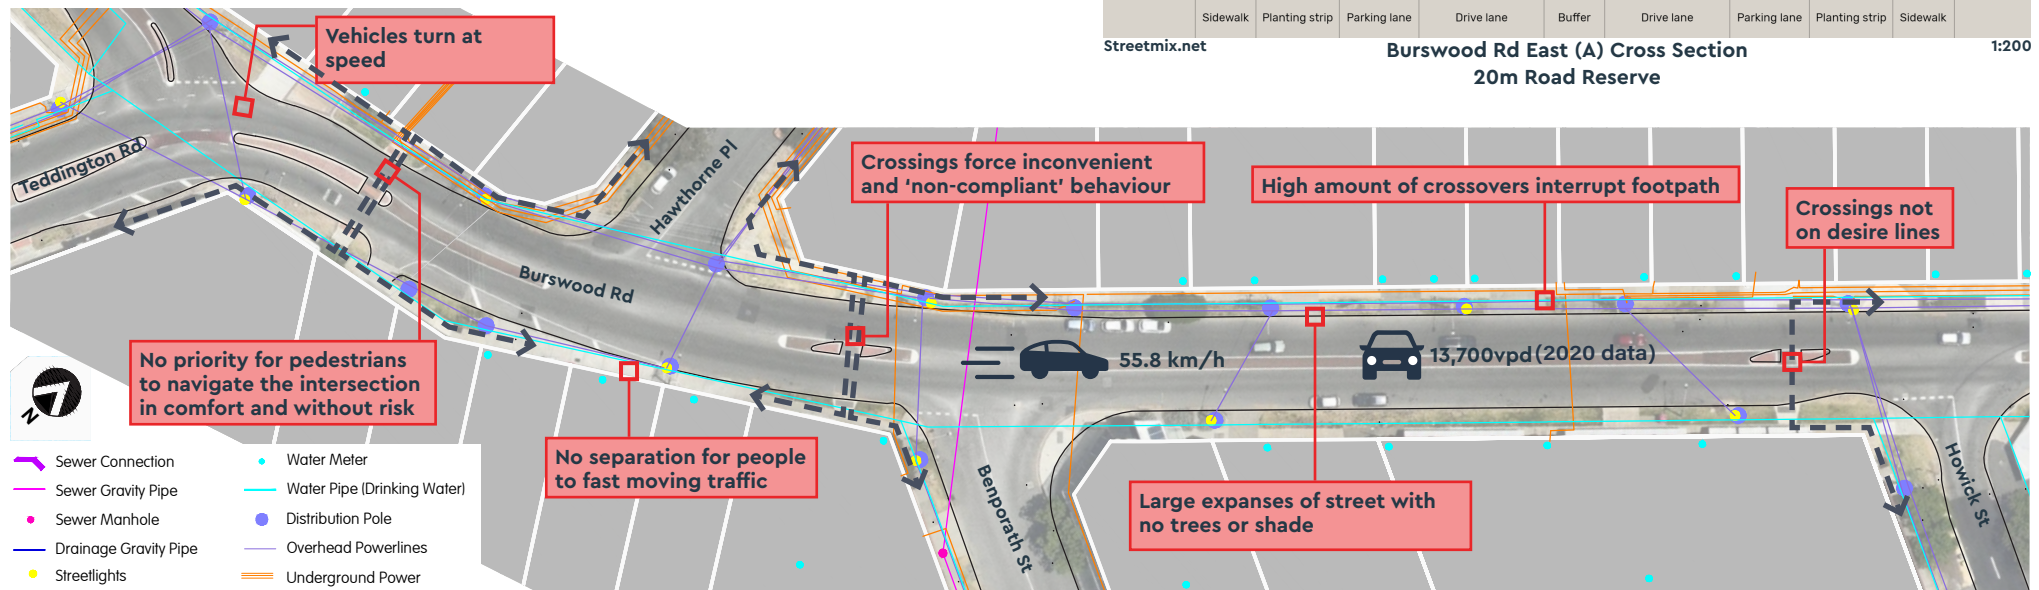 Sidewalk
Planting strip
Parking lane
Drive lane
Buffer
Drive lane
Parking lane
Planting strip
Sidewalk
Streetmix.net
Burswood Rd East (A) Cross Section
1:200
20m Road Reserve
Vehicles turn at
speed
Teddington Rd
Hawthorne Pl
Crossings force inconvenient
and ‘non-compliant’ behaviour
High amount of crossovers interrupt footpath
Crossings not
on desire lines
Burswood Rd
55.8 km/h
13,700vpd (2020 data)
No priority for pedestrians
to navigate the intersection
in comfort and without risk
N
No separation for people
to fast moving traffic
Large expanses of street with
no trees or shade
Benporath St
Howick St
Sewer Connection
Sewer Gravity Pipe
Sewer Manhole
Drainage Gravity Pipe
Streetlights
Water Meter
Water Pipe (Drinking Water)
Distribution Pole
Overhead Powerlines
Underground Power